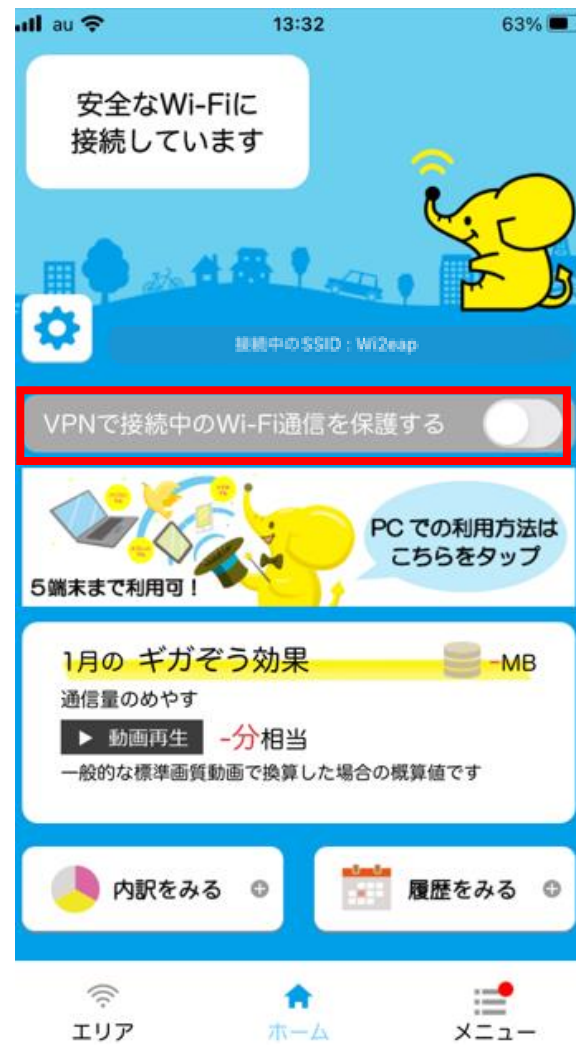 au 13:32 63%
安全なWi-Fiに
接続しています
接続中のSSID : Wi2eap
VPNで接続中のWi-Fi通信を保護する
PC での利用方法は
こちらをタップ
5端末まで利用可！
1月の ギガぞう効果 -MB
通信量のめやす
動画再生 -分相当
一般的な標準画質動画で換算した場合の概算値です
内訳をみる 履歴をみる
エリア ホーム メニュー